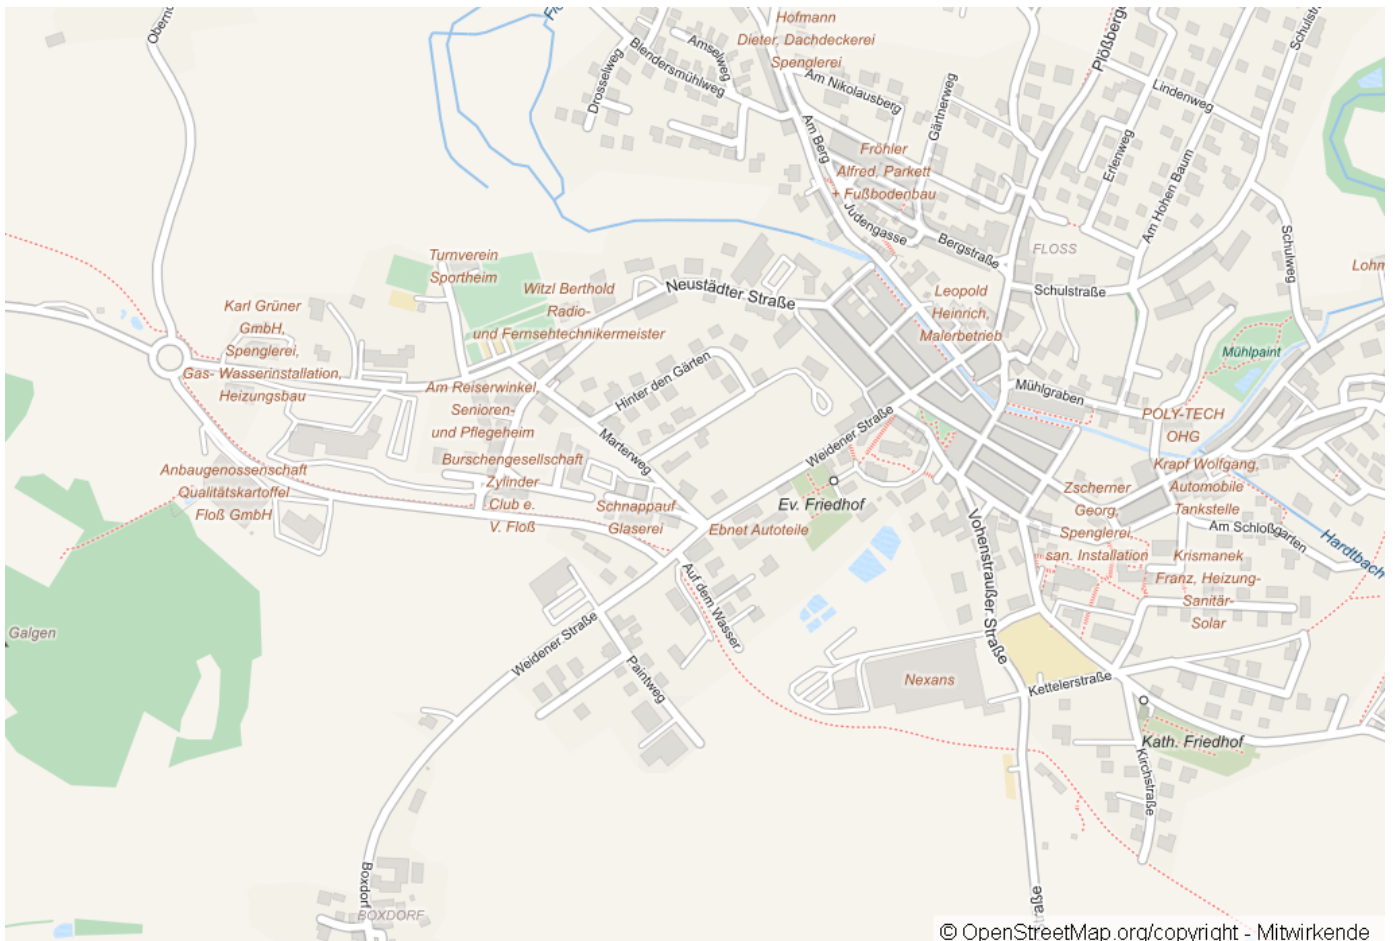 Hofmann
Dieter, Dachdeckerei
Spenglerei
Schulstr
Plößberge
Amselweg
Blendersmühlweg
Drosselweg
Am Nikolausberg
Gärtnerweg
Lindenweg
Am Berg
Erlenweg
Fröhler
Alfred, Parkett
+ Fußbodenbau
Am Hohen Baum
Judengasse
Bergstraße
FLOSS
Schulweg
Turnverein
Sportheim
Lohm
Neustädter Straße
Witzl Berthold
Radio-
und Fernsehtechnikermeister
Leopold
Heinrich,
Malerbetrieb
Schulstraße
Karl Grüner
GmbH,
Spenglerei,
Gas- Wasserinstallation,
Heizungsbau
Mühlpaint
Hinter den Gärten
Am Reiserwinkel,
Senioren-
und Pflegeheim
Mühlgraben
POLY-TECH
OHG
Weidener Straße
Marterweg
Burschengesellschaft
Zylinder
Club e.
V. Floß
Anbaugenossenschaft
Qualitätskartoffel
Floß GmbH
Krapf Wolfgang,
Automobile
Tankstelle
Schnappauf
Glaserei
Ev. Friedhof
Zscherner
Georg,
Spenglerei,
san. Installation
Ebnet Autoteile
Am Schloßgarten
Hardtbach
Krismanek
Franz, Heizung-
Sanitär-
Solar
Vohenstraußer Straße
Auf dem Wasser
Galgen
Weidener Straße
Paintweg
Nexans
Kettelerstraße
Kath. Friedhof
Kirchstraße
Boxdorf
BOXDORF
aße
© OpenStreetMap.org/copyright - Mitwirkende